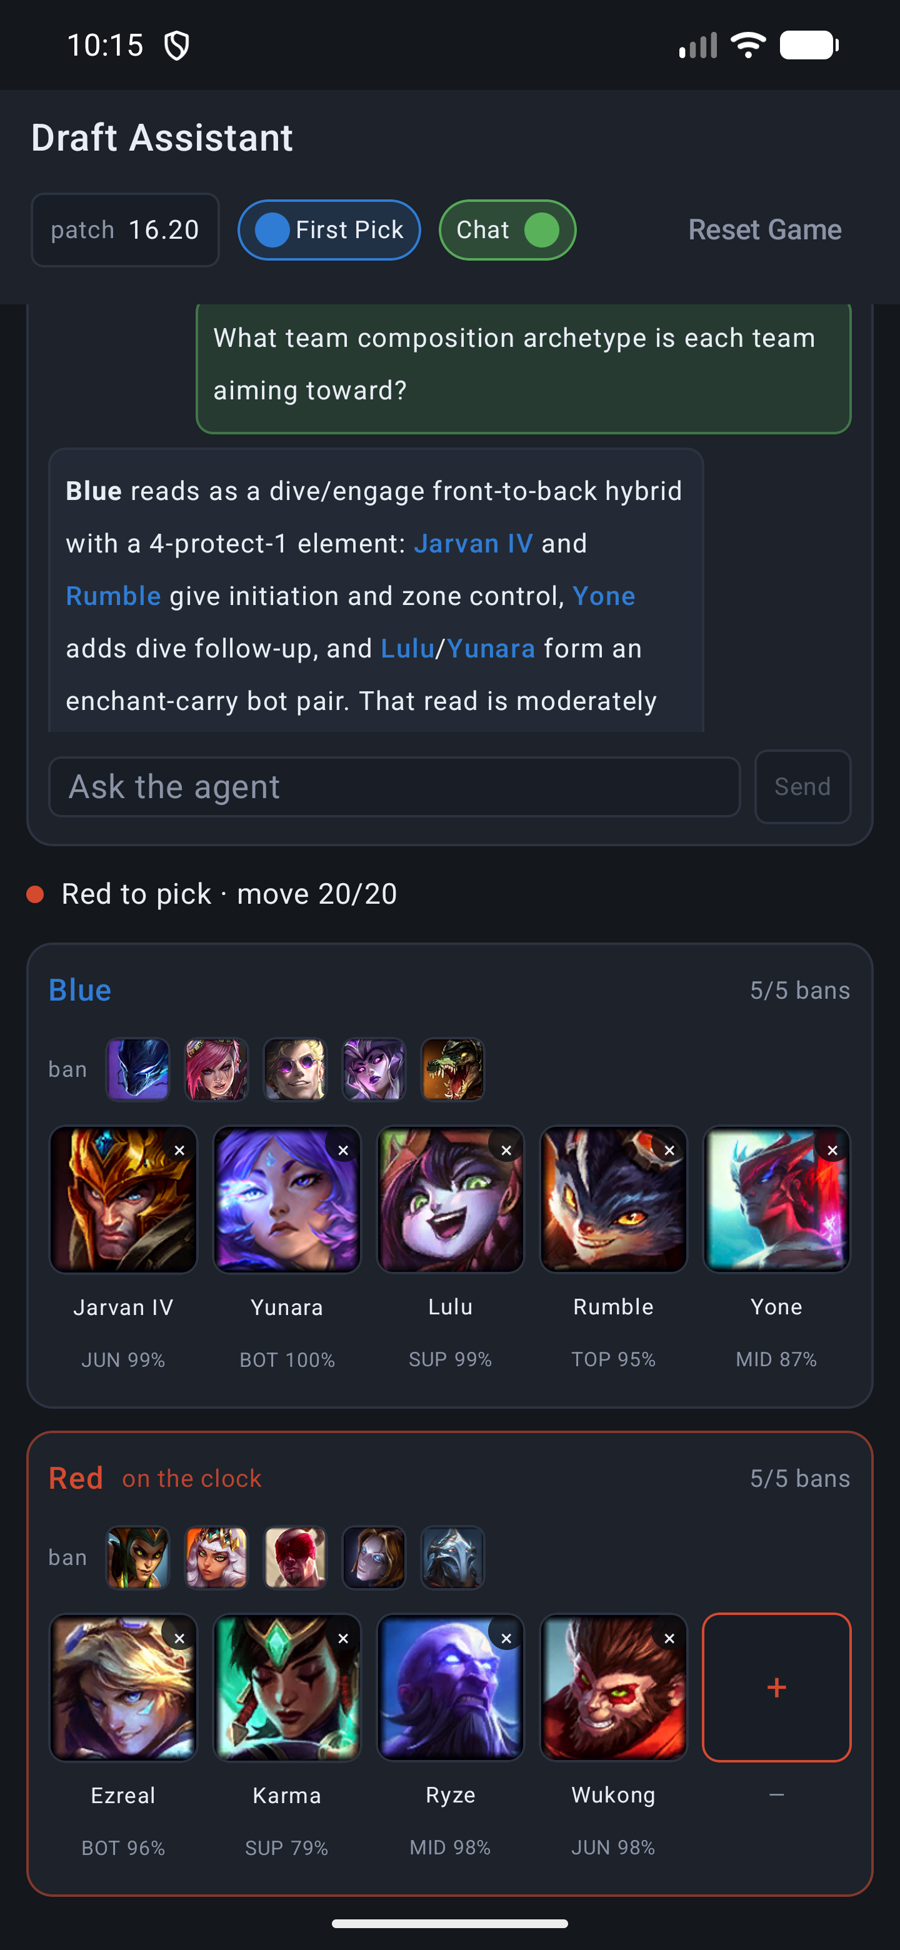 10:15
Draft Assistant
patch 16.20
First Pick
Chat
Reset Game
What team composition archetype is each team
aiming toward?
Blue reads as a dive/engage front-to-back hybrid
with a 4-protect-1 element: Jarvan IV and
Rumble give initiation and zone control, Yone
adds dive follow-up, and Lulu/Yunara form an
enchant-carry bot pair. That read is moderately
Ask the agent
Send
Red to pick · move 20/20
Blue
5/5 bans
ban
Jarvan IV
Yunara
Lulu
Rumble
Yone
JUN 99%
BOT 100%
SUP 99%
TOP 95%
MID 87%
Red on the clock
5/5 bans
ban
Ezreal
Karma
Ryze
Wukong
–
BOT 96%
SUP 79%
MID 98%
JUN 98%